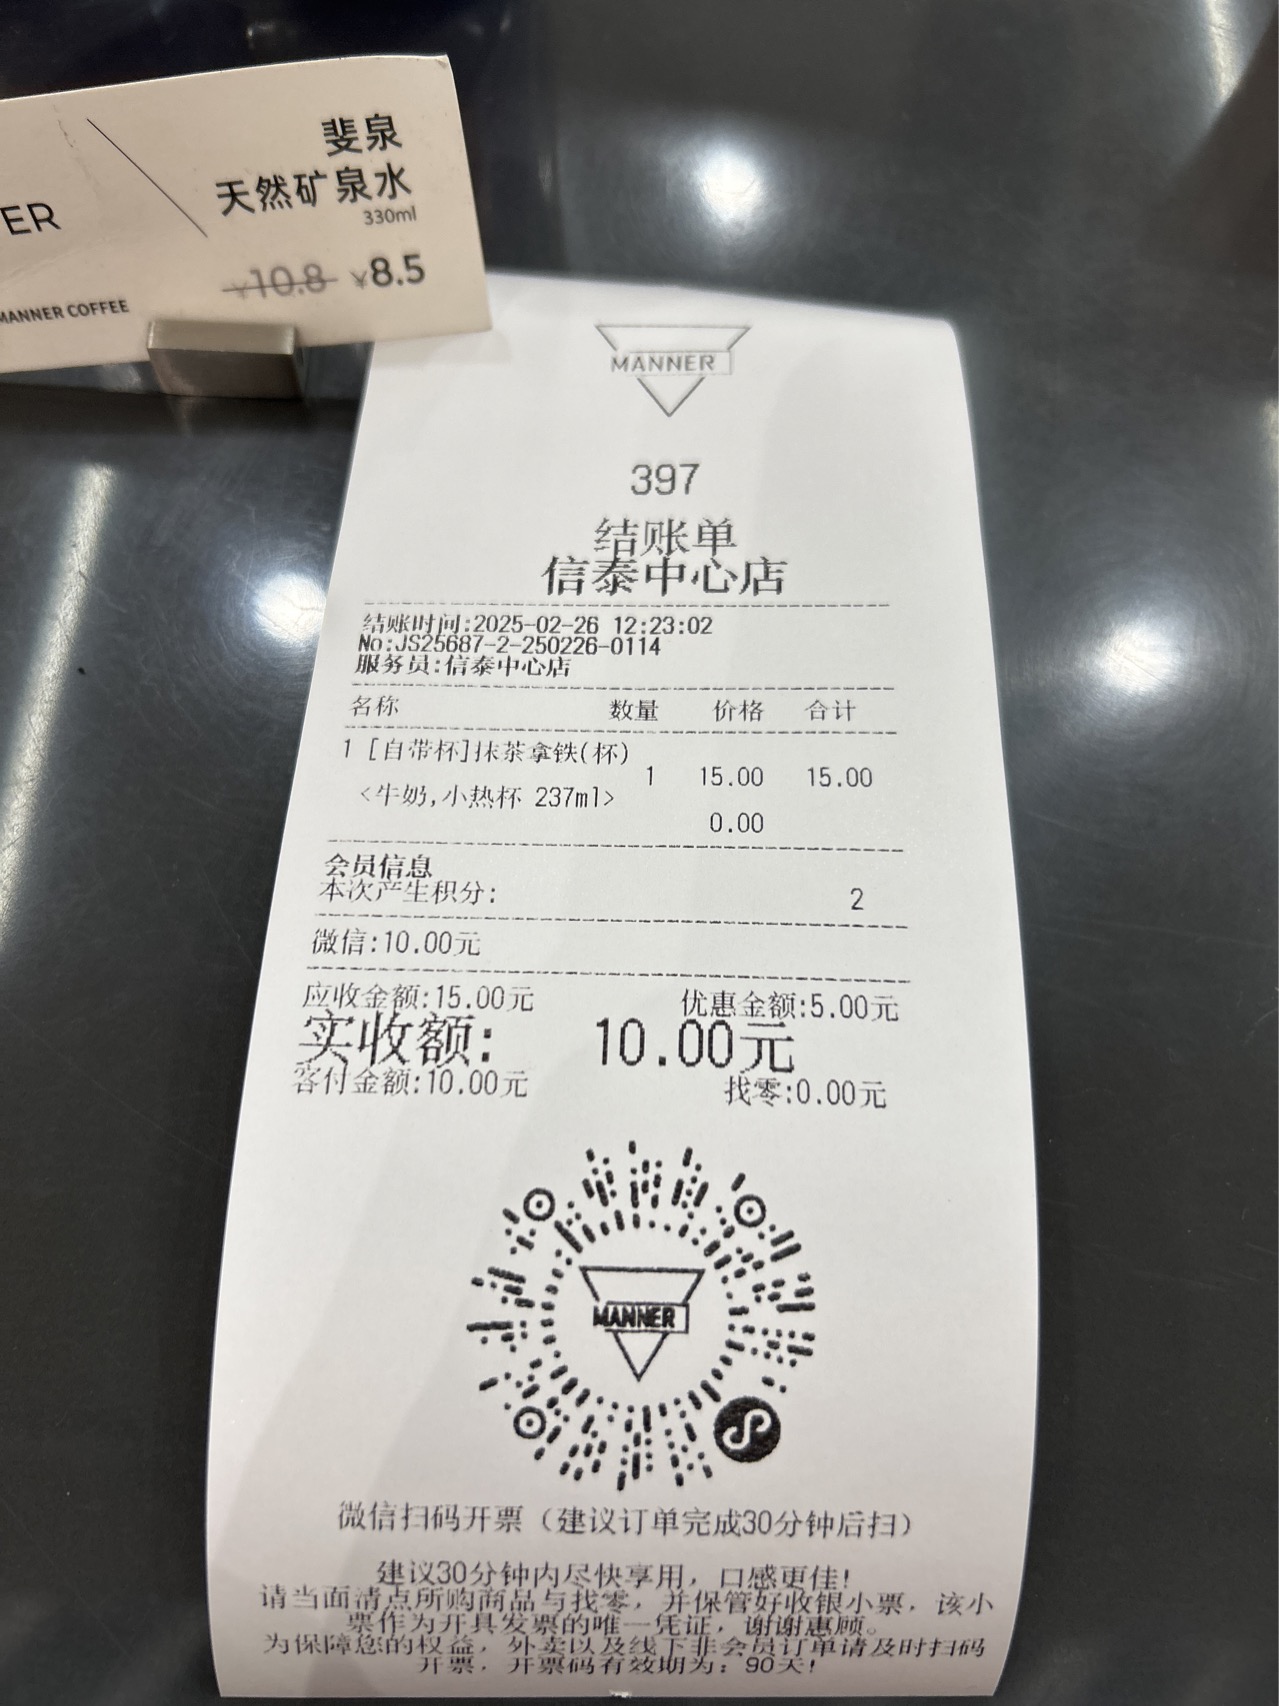 斐泉
天然矿泉水
330ml
¥10.8 ¥8.5
ER
MANNER COFFEE
MANNER
397
结账单
信泰中心店
结账时间:2025-02-26 12:23:02
No:JS25687-2-250226-0114
服务员:信泰中心店
名称 数量 价格 合计
1 [自带杯]抹茶拿铁(杯)
1 15.00 15.00
<牛奶,小热杯 237ml>
0.00
会员信息
本次产生积分: 2
微信:10.00元
应收金额:15.00元 优惠金额:5.00元
实收额: 10.00元
客付金额:10.00元 找零:0.00元
MANNER
微信扫码开票（建议订单完成30分钟后扫）
建议30分钟内尽快享用，口感更佳!
请当面清点所购商品与找零，并保管好收银小票，该小
票作为开具发票的唯一凭证，谢谢惠顾。
为保障您的权益，外卖以及线下非会员订单请及时扫码
开票，开票码有效期为：90天!